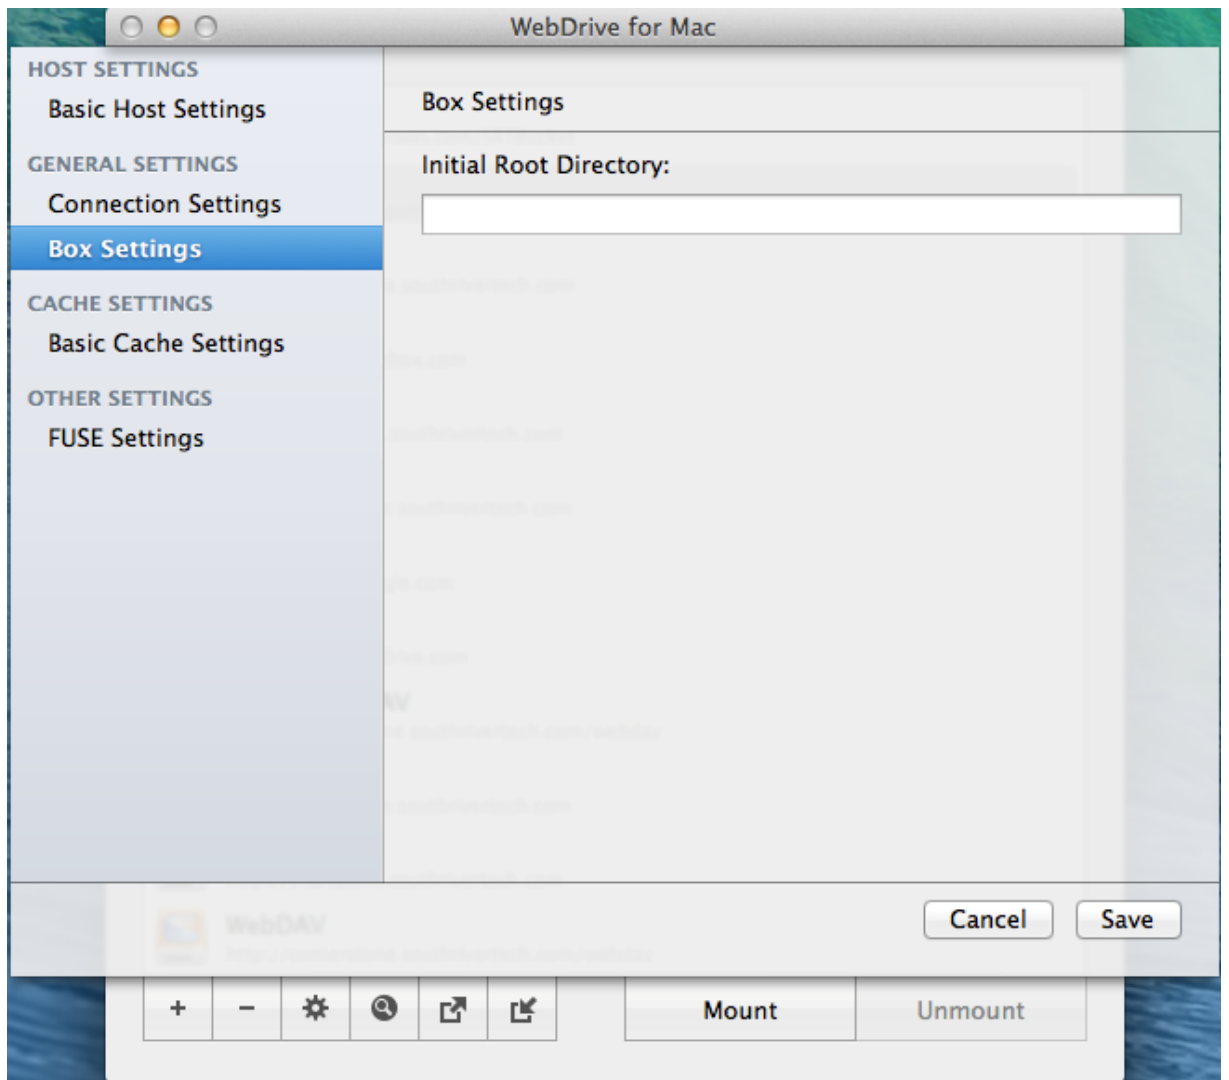 WebDrive for Mac
HOST SETTINGS
Basic Host Settings
GENERAL SETTINGS
Connection Settings
Box Settings
CACHE SETTINGS
Basic Cache Settings
OTHER SETTINGS
FUSE Settings
Box Settings
Initial Root Directory:
WebDAV
Cancel
Save
Mount
Unmount